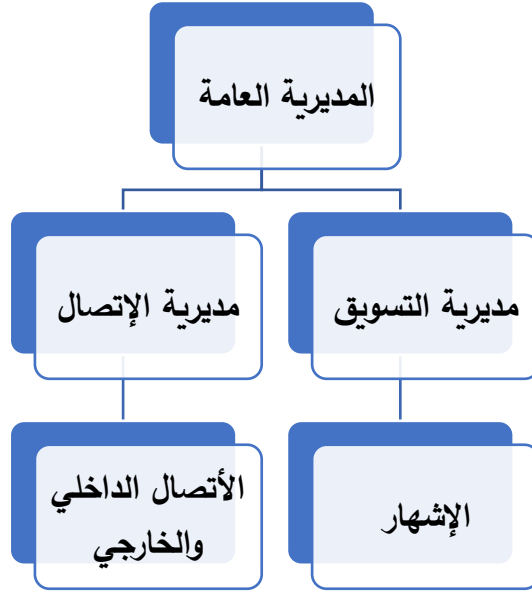 المديرية العامة
مديرية التسويق
مديرية الإتصال
الإشهار
الأتصال الداخلي
والخارجي